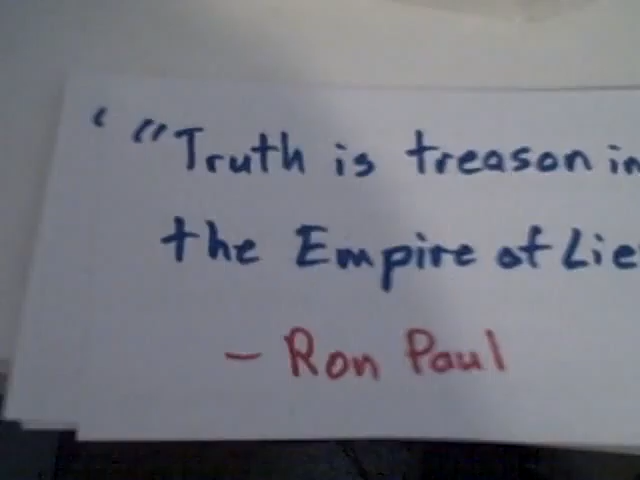 ‘ “Truth is treason in
the Empire of Lie
- Ron Paul